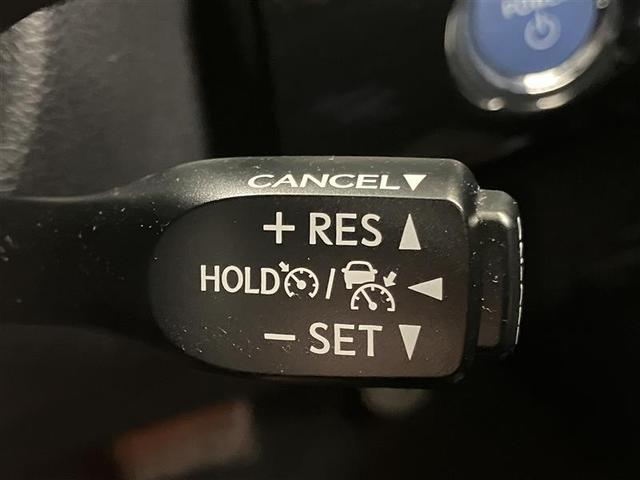 CANCEL▼
+ RES ▲
HOLD / ◀
− SET ▼